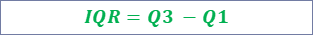 IQR = Q3 − Q1